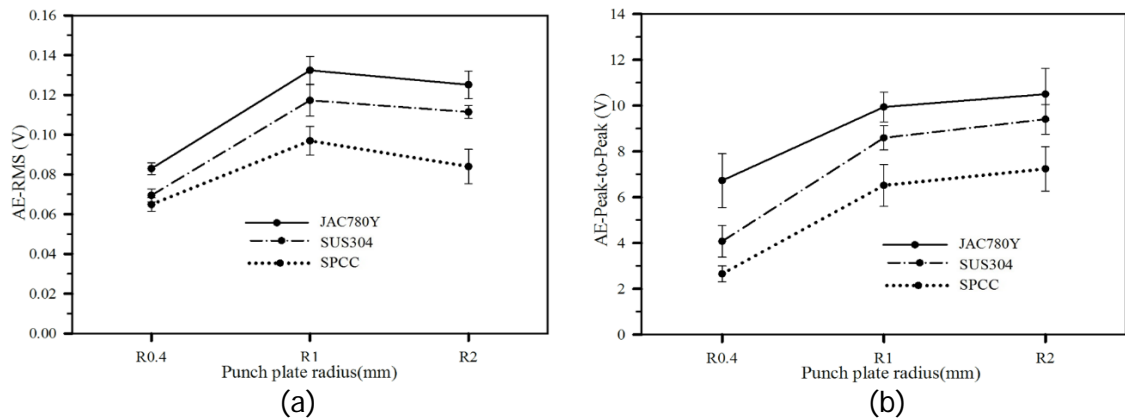 0.16
0.14
0.12
0.10
0.08
0.06
0.04
0.02
0.00
AE-RMS (V)
JAC780Y
SUS304
SPCC
R0.4 R1 R2
Punch plate radius(mm)
(a)
14
12
10
8
6
4
2
0
AE-Peak-to-Peak (V)
JAC780Y
SUS304
SPCC
R0.4 R1 R2
Punch plate radius(mm)
(b)